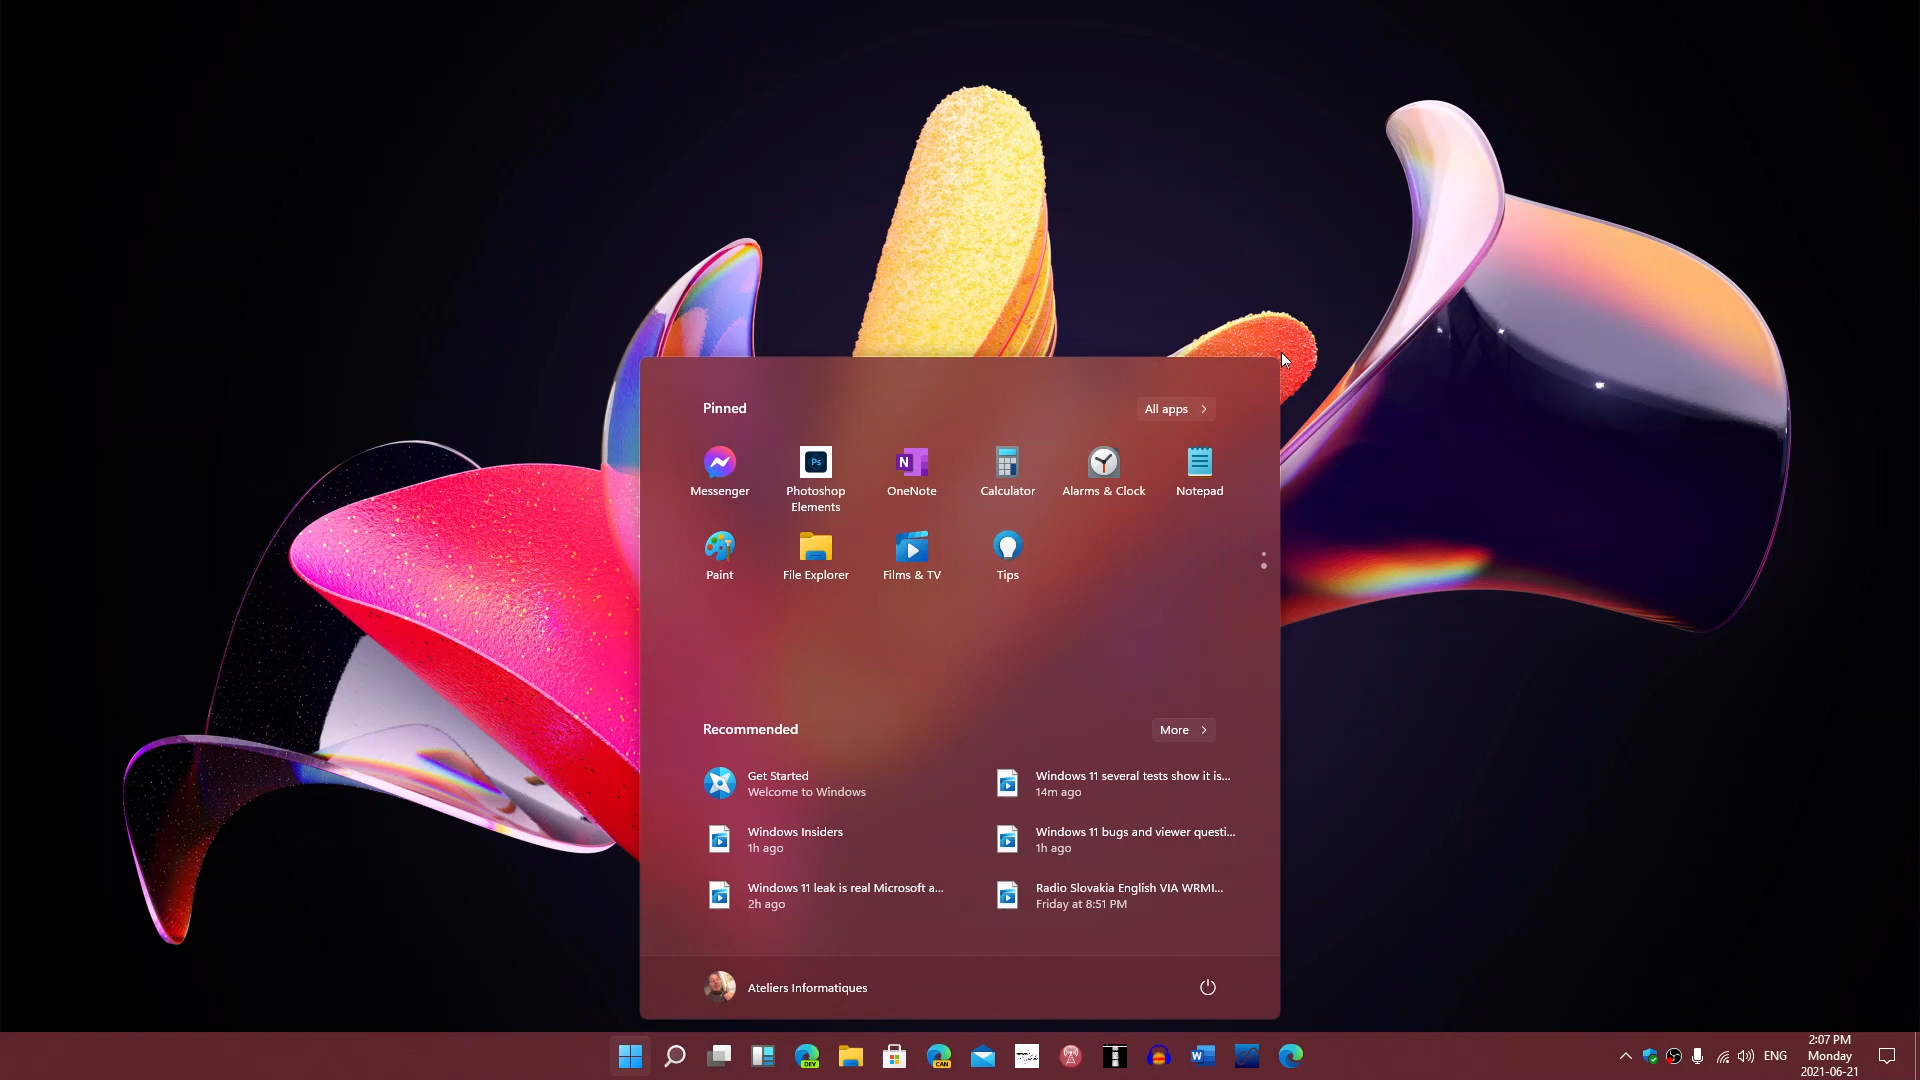 Pinned
All apps
Messenger
Ps
Photoshop
Elements
N
OneNote
Calculator
Alarms & Clock
Notepad
Paint
File Explorer
Films & TV
Tips
Recommended
More
Get Started
Welcome to Windows
Windows 11 several tests show it is...
14m ago
Windows Insiders
1h ago
Windows 11 bugs and viewer questi...
1h ago
Windows 11 leak is real Microsoft a...
2h ago
Radio Slovakia English VIA WRMI...
Friday at 8:51 PM
Ateliers Informatiques
DEV
CAN
W
ENG
2:07 PM
Monday
2021-06-21